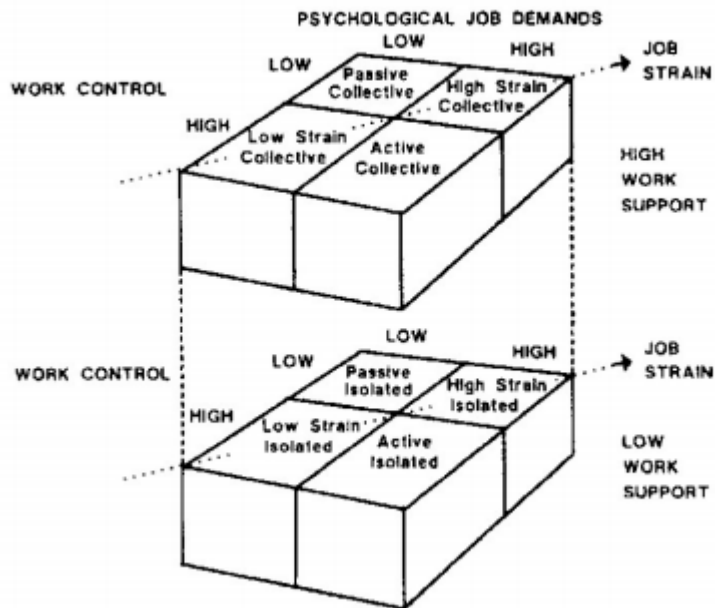 PSYCHOLOGICAL JOB DEMANDS
LOW
HIGH
JOB
STRAIN
LOW
WORK CONTROL
HIGH
Passive
Collective
High Strain
Collective
Low Strain
Collective
Active
Collective
HIGH
WORK
SUPPORT
LOW
HIGH
JOB
STRAIN
LOW
WORK CONTROL
HIGH
Passive
Isolated
High Strain
Isolated
Low Strain
Isolated
Active
Isolated
LOW
WORK
SUPPORT